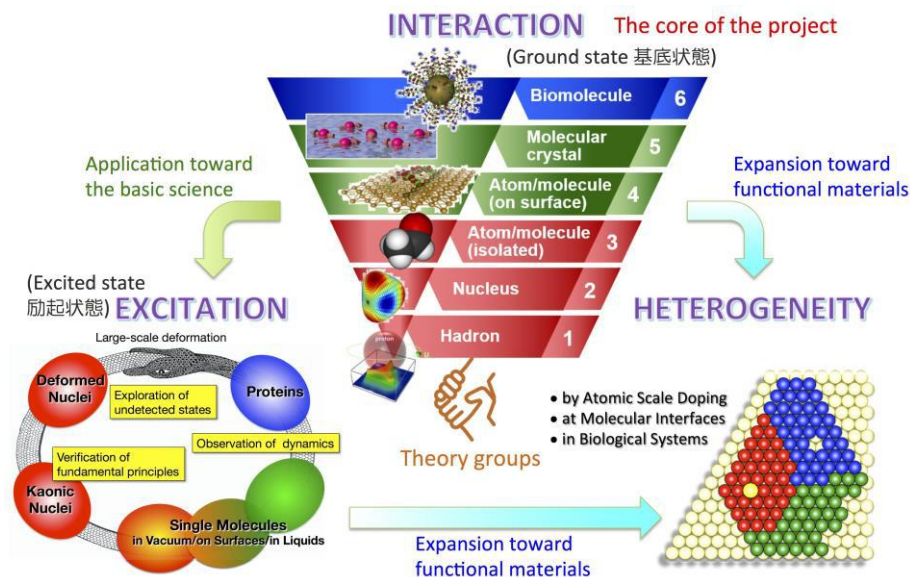 INTERACTION
The core of the project
(Ground state 基底状態)
Biomolecule 6
Molecular
crystal 5
Atom/molecule
(on surface) 4
Atom/molecule
(isolated) 3
Nucleus 2
Hadron 1
proton
Theory groups
Application toward
the basic science
Expansion toward
functional materials
(Excited state
励起状態)
EXCITATION
Large-scale deformation
Deformed
Nuclei
Exploration of
undetected states
Proteins
Observation of dynamics
Verification of
fundamental principles
Kaonic
Nuclei
Single Molecules
in Vacuum/on Surfaces/in Liquids
HETEROGENEITY
• by Atomic Scale Doping
• at Molecular Interfaces
• in Biological Systems
Expansion toward
functional materials